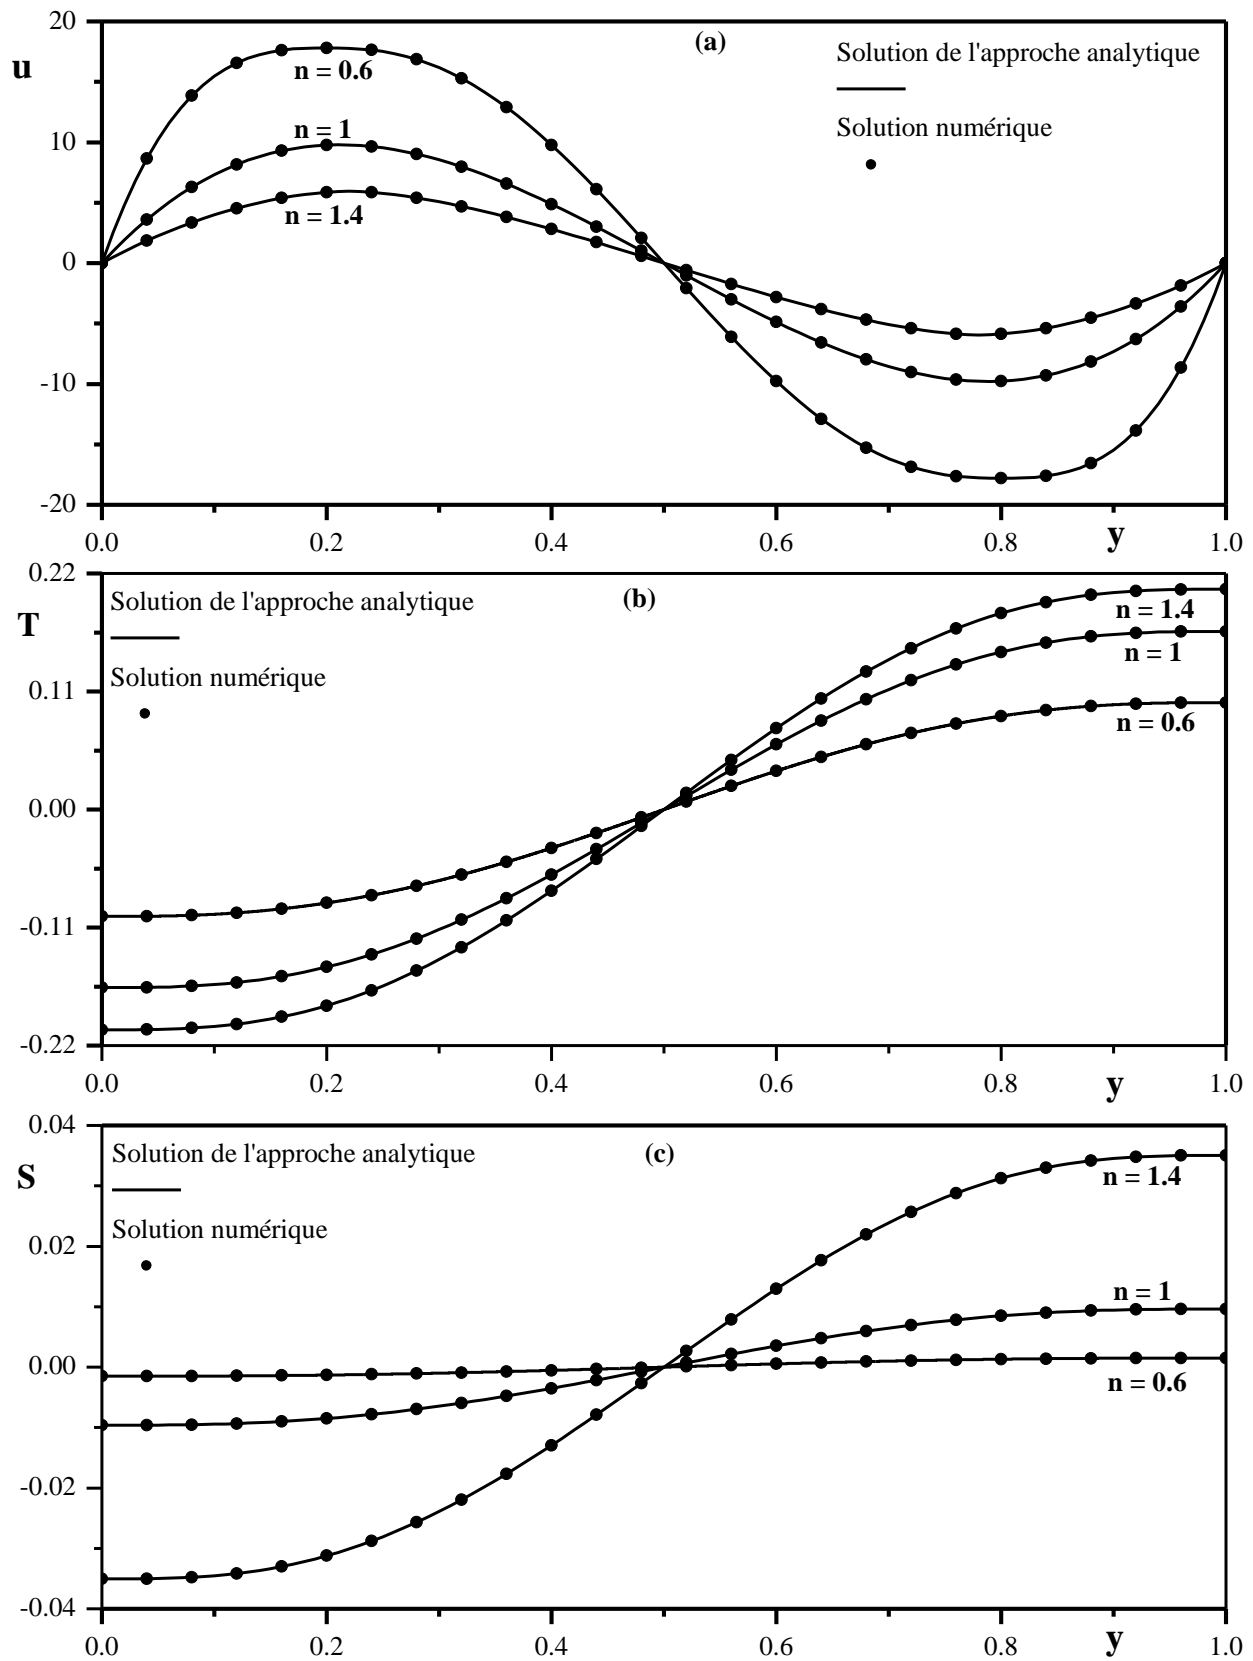 20
(a)
u
Solution de l'approche analytique
n = 0.6
Solution numérique
n = 1
10
n = 1.4
0
-10
-20
0.0 0.2 0.4 0.6 0.8 y 1.0
0.22
Solution de l'approche analytique
(b)
n = 1.4
T
n = 1
Solution numérique
0.11
n = 0.6
0.00
-0.11
-0.22
0.0 0.2 0.4 0.6 0.8 y 1.0
0.04
Solution de l'approche analytique
(c)
S
n = 1.4
Solution numérique
0.02
n = 1
0.00
n = 0.6
-0.02
-0.04
0.0 0.2 0.4 0.6 0.8 y 1.0